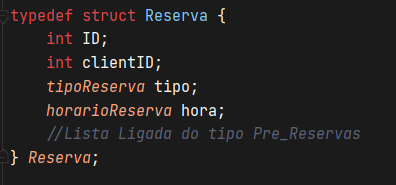 typedef struct Reserva {
    int ID;
    int clientID;
    tipoReserva tipo;
    horarioReserva hora;
    //Lista Ligada do tipo Pre_Reservas
} Reserva;